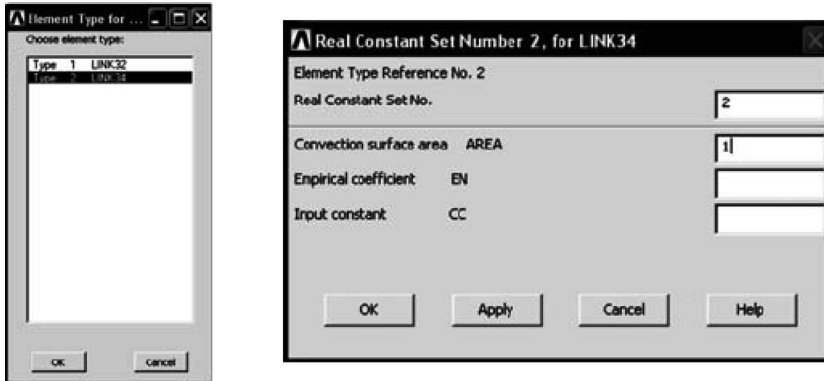 Element Type for ...
Choose element type:
Type 1 LINK32
Type 2 LINK34
OK
Cancel
Real Constant Set Number 2, for LINK34
Element Type Reference No. 2
Real Constant Set No. 2
Convection surface area AREA 1
Empirical coefficient EN
Input constant CC
OK Apply Cancel Help